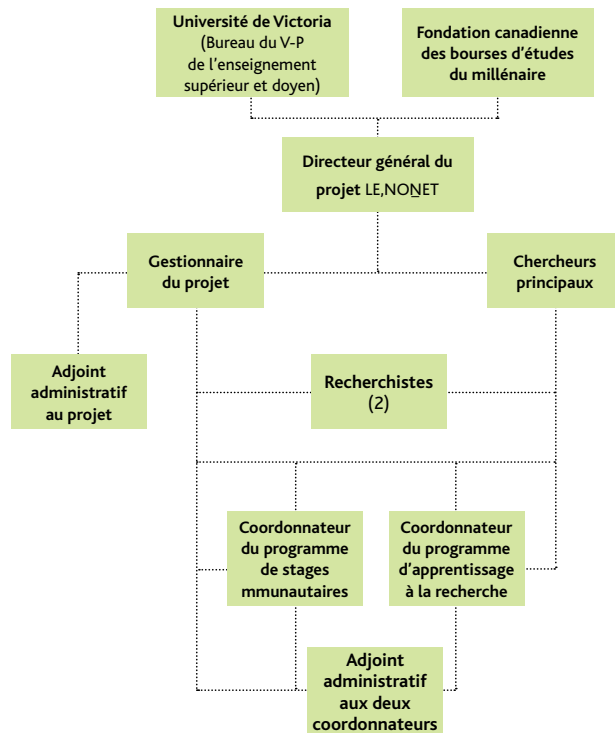 Université de Victoria
(Bureau du V-P
de l'enseignement
supérieur et doyen)
Fondation canadienne
des bourses d'études
du millénaire
Directeur général du
projet LE,NOṈET
Gestionnaire
du projet
Chercheurs
principaux
Adjoint
administratif
au projet
Recherchistes
(2)
Coordonnateur
du programme
de stages
mmunautaires
Coordonnateur
du programme
d'apprentissage
à la recherche
Adjoint
administratif
aux deux
coordonnateurs